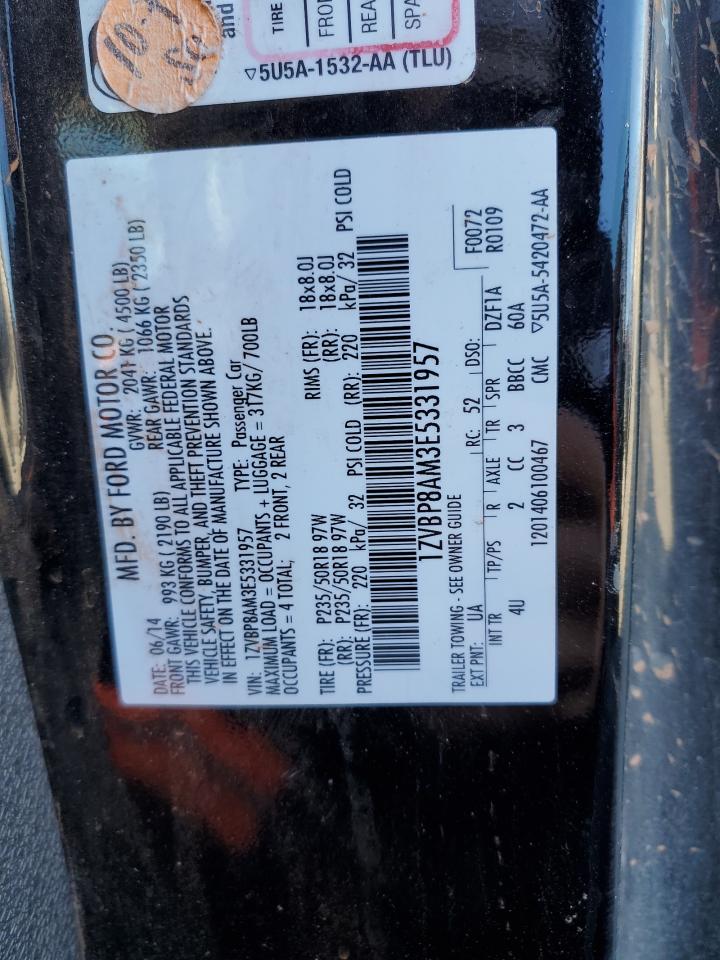 and
TIRE
FRO
REA
SPA
▽5U5A-1532-AA (TLU)
MFD. BY FORD MOTOR CO.
DATE: 06/14 GVWR: 2041 KG ( 4500 LB)
FRONT GAWR: 993 KG ( 2190 LB) REAR GAWR: 1066 KG ( 2350 LB)
THIS VEHICLE CONFORMS TO ALL APPLICABLE FEDERAL MOTOR
VEHICLE SAFETY, BUMPER, AND THEFT PREVENTION STANDARDS
IN EFFECT ON THE DATE OF MANUFACTURE SHOWN ABOVE.
VIN: 1ZVBP8AM3E5331957 TYPE: Passenger Car
MAXIMUM LOAD = OCCUPANTS + LUGGAGE = 317KG/ 700LB
OCCUPANTS = 4 TOTAL: 2 FRONT, 2 REAR
TIRE (FR): P235/50R18 97W RIMS (FR): 18x8.0J
(RR): P235/50R18 97W (RR): 18x8.0J
PRESSURE (FR): 220 kPa/ 32 PSI COLD (RR): 220 kPa/ 32 PSI COLD
1ZVBP8AM3E5331957
TRAILER TOWING - SEE OWNER GUIDE
EXT PNT: UA RC: 52 DSO: F0072
R0109
INT TR TP/PS R AXLE TR SPR DZF1A
4U 2 CC 3 BBCC 60A
1201406100467 CMC ▽5U5A-5420472-AA